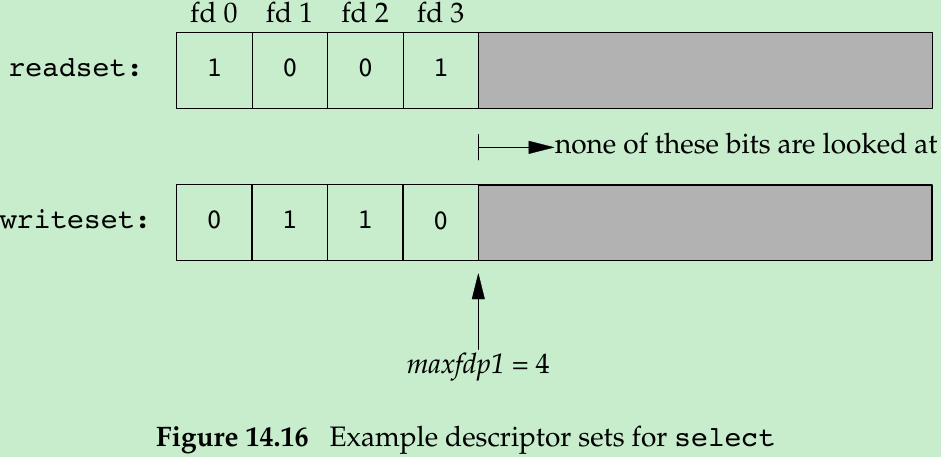 fd 0 fd 1 fd 2 fd 3
readset: 1 0 0 1
none of these bits are looked at
writeset: 0 1 1 0
maxfdp1 = 4
Figure 14.16 Example descriptor sets for select